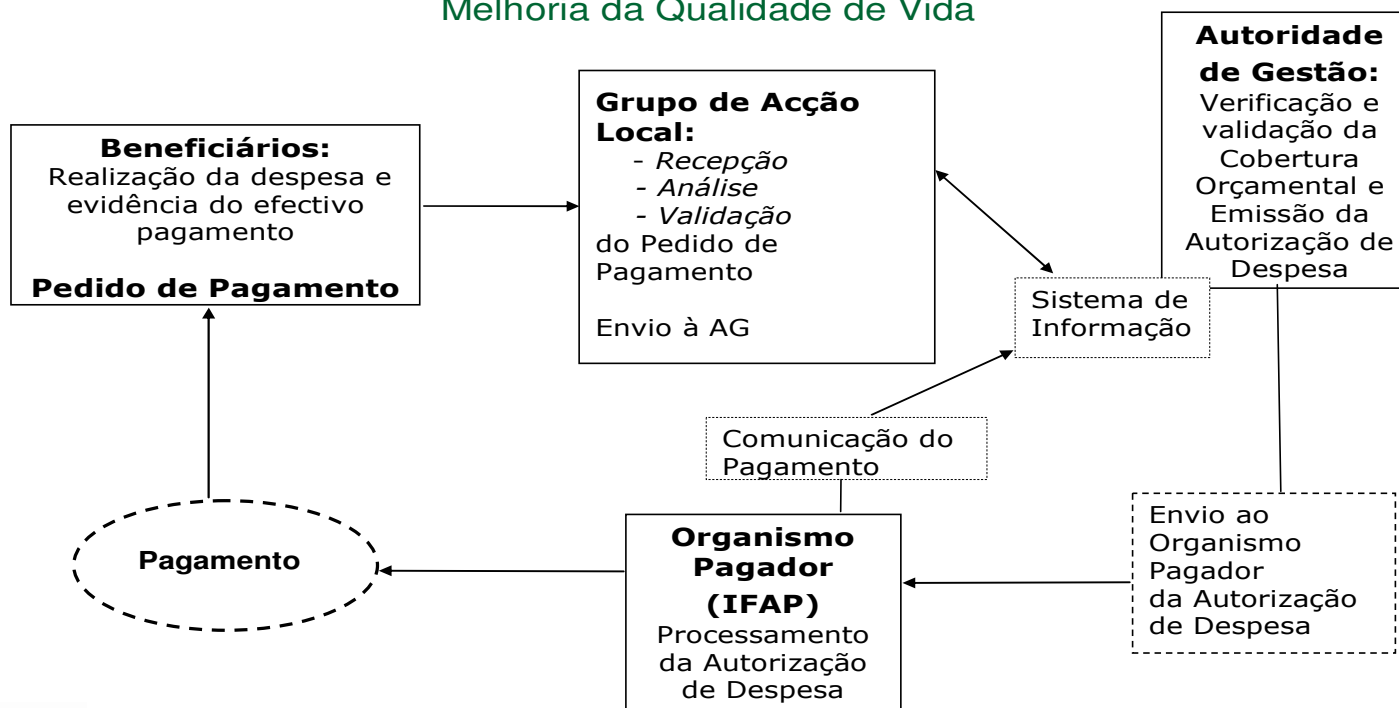 Melhoria da Qualidade de Vida
Beneficiários:
Realização da despesa e
evidência do efectivo
pagamento
Pedido de Pagamento
Grupo de Acção
Local:
- Recepção
- Análise
- Validação
do Pedido de
Pagamento
Envio à AG
Autoridade
de Gestão:
Verificação e
validação da
Cobertura
Orçamental e
Emissão da
Autorização de
Despesa
Sistema de
Informação
Comunicação do
Pagamento
Envio ao
Organismo
Pagador
da Autorização
de Despesa
Organismo
Pagador
(IFAP)
Processamento
da Autorização
de Despesa
Pagamento